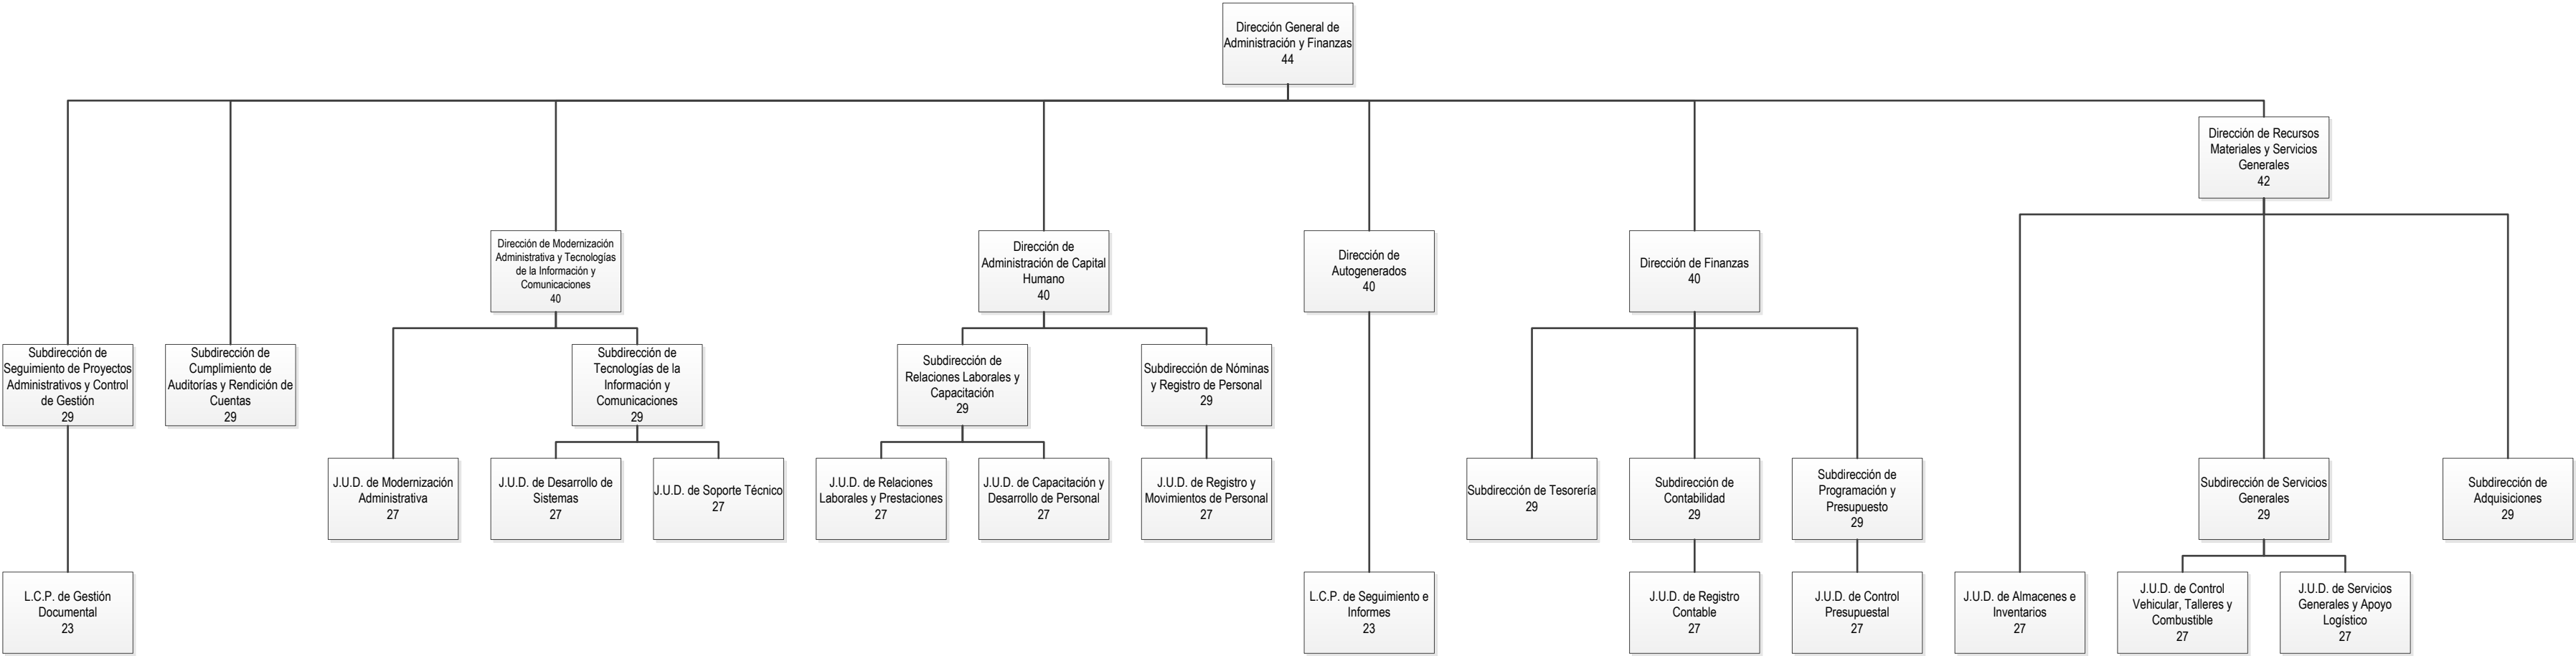 Dirección General de
Administración y Finanzas
44
Dirección de Recursos
Materiales y Servicios
Generales
42
Dirección de Modernización
Administrativa y Tecnologías
de la Información y
Comunicaciones
40
Dirección de
Administración de Capital
Humano
40
Dirección de
Autogenerados
40
Dirección de Finanzas
40
Subdirección de
Seguimiento de Proyectos
Administrativos y Control
de Gestión
29
Subdirección de
Cumplimiento de
Auditorías y Rendición de
Cuentas
29
Subdirección de
Tecnologías de la
Información y
Comunicaciones
29
Subdirección de
Relaciones Laborales y
Capacitación
29
Subdirección de Nóminas
y Registro de Personal
29
J.U.D. de Modernización
Administrativa
27
J.U.D. de Desarrollo de
Sistemas
27
J.U.D. de Soporte Técnico
27
J.U.D. de Relaciones
Laborales y Prestaciones
27
J.U.D. de Capacitación y
Desarrollo de Personal
27
J.U.D. de Registro y
Movimientos de Personal
27
Subdirección de Tesorería
29
Subdirección de
Contabilidad
29
Subdirección de
Programación y
Presupuesto
29
Subdirección de Servicios
Generales
29
Subdirección de
Adquisiciones
29
L.C.P. de Gestión
Documental
23
L.C.P. de Seguimiento e
Informes
23
J.U.D. de Registro
Contable
27
J.U.D. de Control
Presupuestal
27
J.U.D. de Almacenes e
Inventarios
27
J.U.D. de Control
Vehicular, Talleres y
Combustible
27
J.U.D. de Servicios
Generales y Apoyo
Logístico
27